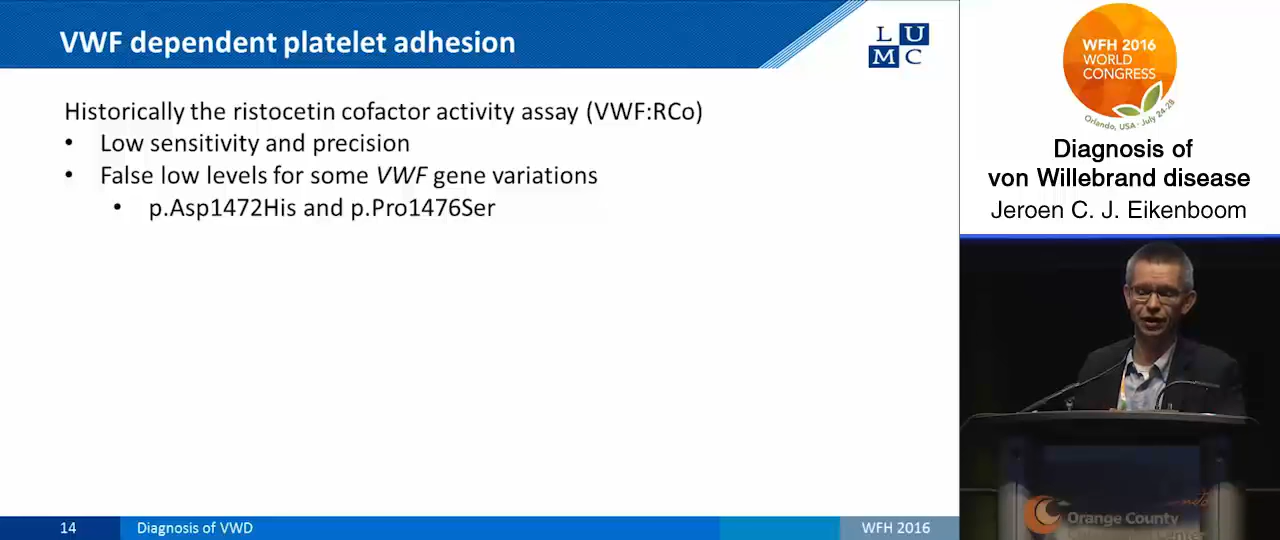 VWF dependent platelet adhesion
L U
M C
Historically the ristocetin cofactor activity assay (VWF:RCo)
• Low sensitivity and precision
• False low levels for some VWF gene variations
• p.Asp1472His and p.Pro1476Ser
14 Diagnosis of VWD WFH 2016
WFH 2016
WORLD
CONGRESS
Orlando, USA · July 24-28
Diagnosis of
von Willebrand disease
Jeroen C. J. Eikenboom
Orange County